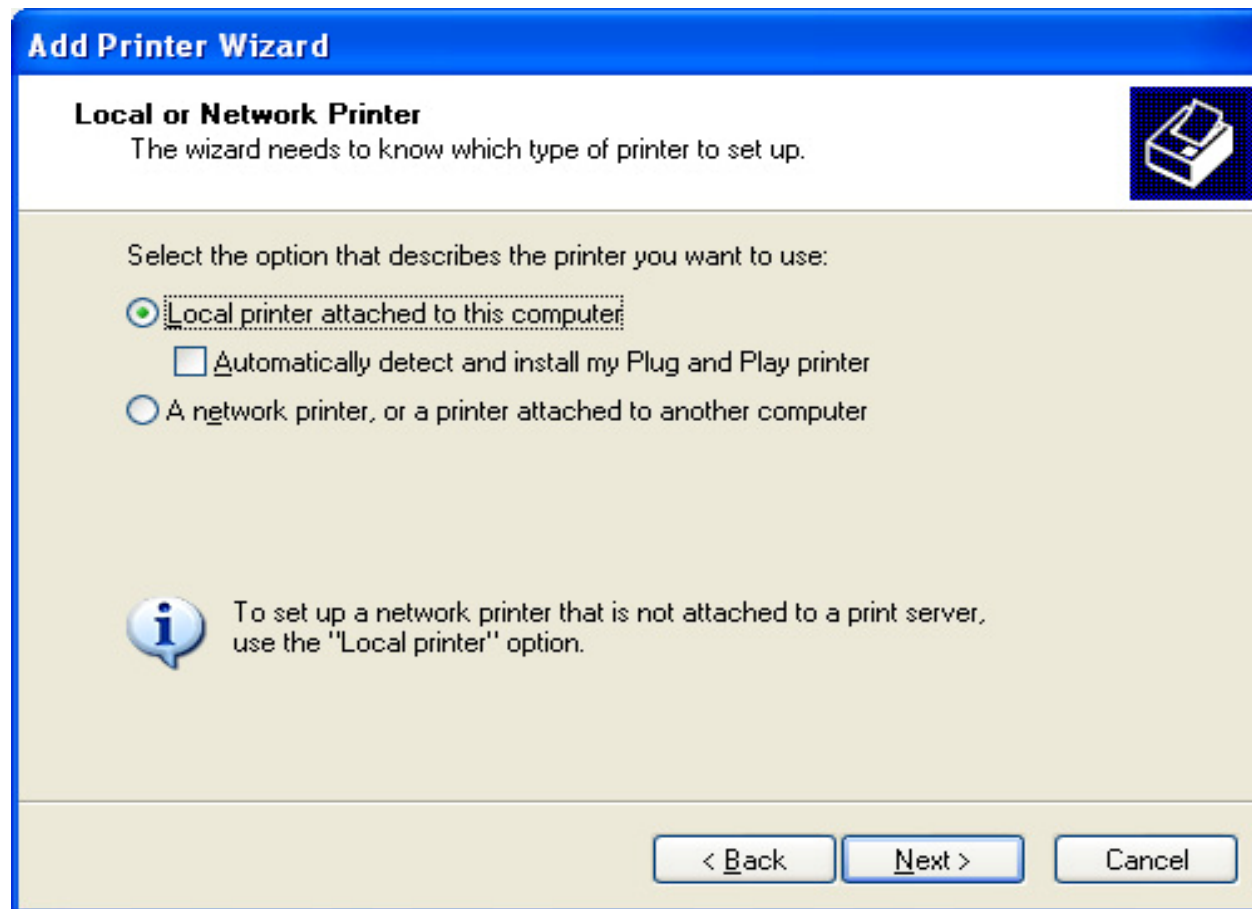 Add Printer Wizard
Local or Network Printer
The wizard needs to know which type of printer to set up.
Select the option that describes the printer you want to use:
Local printer attached to this computer
Automatically detect and install my Plug and Play printer
A network printer, or a printer attached to another computer
To set up a network printer that is not attached to a print server,
use the "Local printer" option.
< Back Next > Cancel